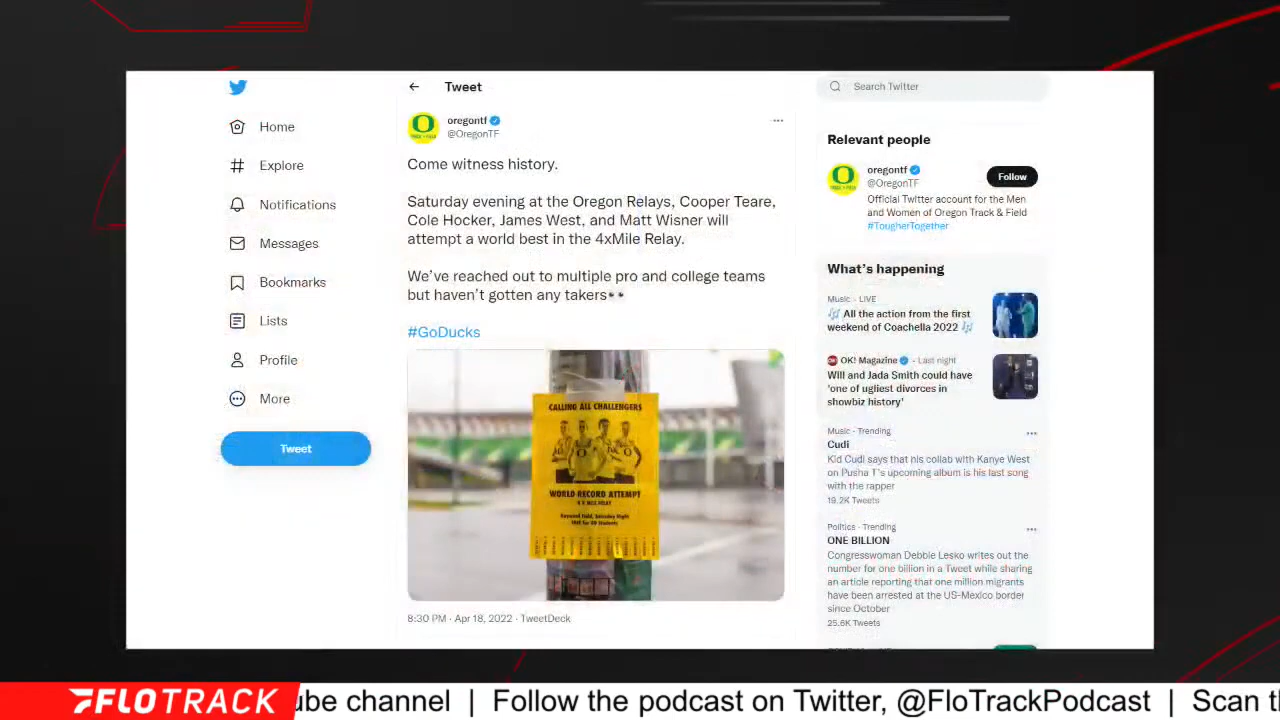 Tweet
Search Twitter
Home
Explore
Notifications
Messages
Bookmarks
Lists
Profile
More
Tweet
oregontf
@OregonTF
Come witness history.
Saturday evening at the Oregon Relays, Cooper Teare,
Cole Hocker, James West, and Matt Wisner will
attempt a world best in the 4xMile Relay.
We've reached out to multiple pro and college teams
but haven't gotten any takers👀
#GoDucks
CALLING ALL CHALLENGERS
WORLD RECORD ATTEMPT
8:30 PM · Apr 18, 2022 · TweetDeck
Relevant people
oregontf
@OregonTF
Follow
Official Twitter account for the Men
and Women of Oregon Track & Field
#TougherTogether
What's happening
Music · LIVE
🎶 All the action from the first
weekend of Coachella 2022 🎶
OK! Magazine · Last night
Will and Jada Smith could have
'one of ugliest divorces in
showbiz history'
Music · Trending
Cudi
Kid Cudi says that his collab with Kanye West
on Pusha T's upcoming album is his last song
with the rapper
19.2K Tweets
Politics · Trending
ONE BILLION
Congresswoman Debbie Lesko writes out the
number for one billion in a Tweet while sharing
an article reporting that one million migrants
have been arrested at the US-Mexico border
since October
25.6K Tweets
FLOTRACK
ube channel | Follow the podcast on Twitter, @FloTrackPodcast | Scan th